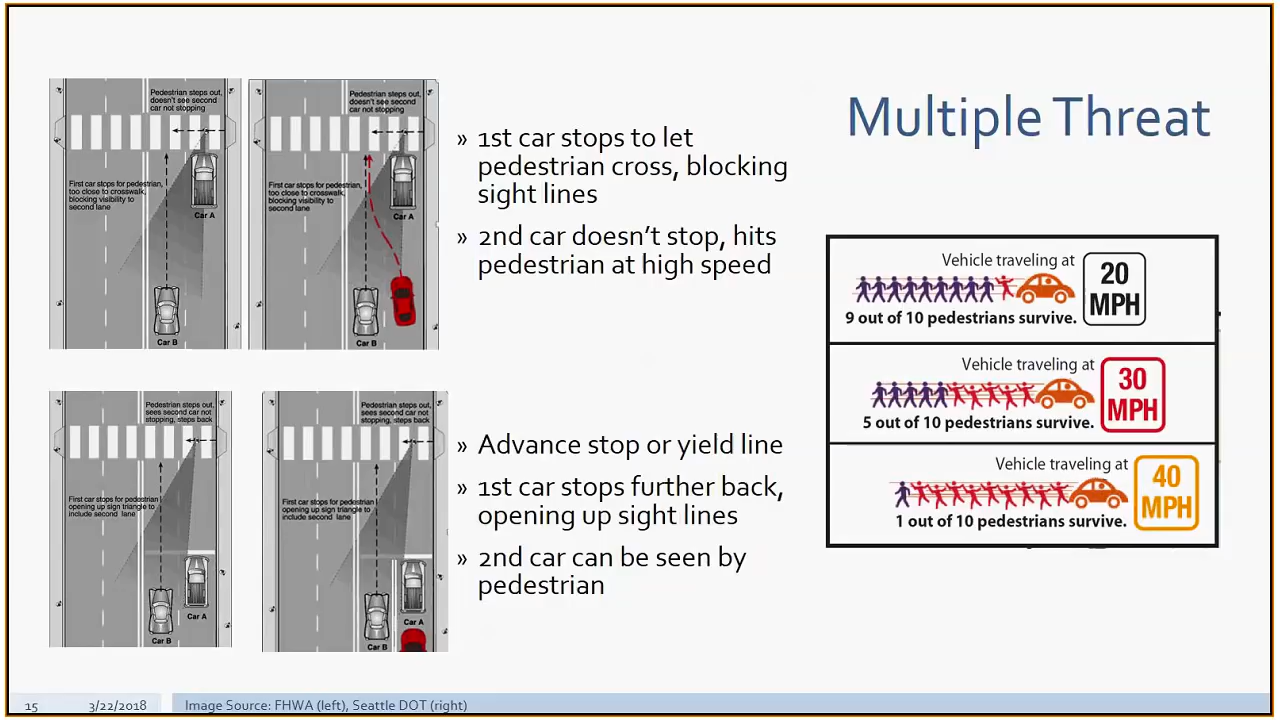 Multiple Threat
Pedestrian steps out,
doesn't see second
car not stopping
First car stops for pedestrian,
too close to crosswalk,
blocking visibility to
second lane
Car A
Car B
Pedestrian steps out,
doesn't see second
car not stopping
First car stops for pedestrian,
too close to crosswalk,
blocking visibility to
second lane
Car A
Car B
» 1st car stops to let
pedestrian cross, blocking
sight lines
» 2nd car doesn't stop, hits
pedestrian at high speed
Pedestrian steps out,
sees second car not
stopping, steps back
First car stops for pedestrian
opening up sign triangle to
include second lane
Car A
Car B
Pedestrian steps out,
sees second car not
stopping, steps back
First car stops for pedestrian
opening up sign triangle to
include second lane
Car A
Car B
» Advance stop or yield line
» 1st car stops further back,
opening up sight lines
» 2nd car can be seen by
pedestrian
Vehicle traveling at
20
MPH
9 out of 10 pedestrians survive.
Vehicle traveling at
30
MPH
5 out of 10 pedestrians survive.
Vehicle traveling at
40
MPH
1 out of 10 pedestrians survive.
15 3/22/2018 Image Source: FHWA (left), Seattle DOT (right)